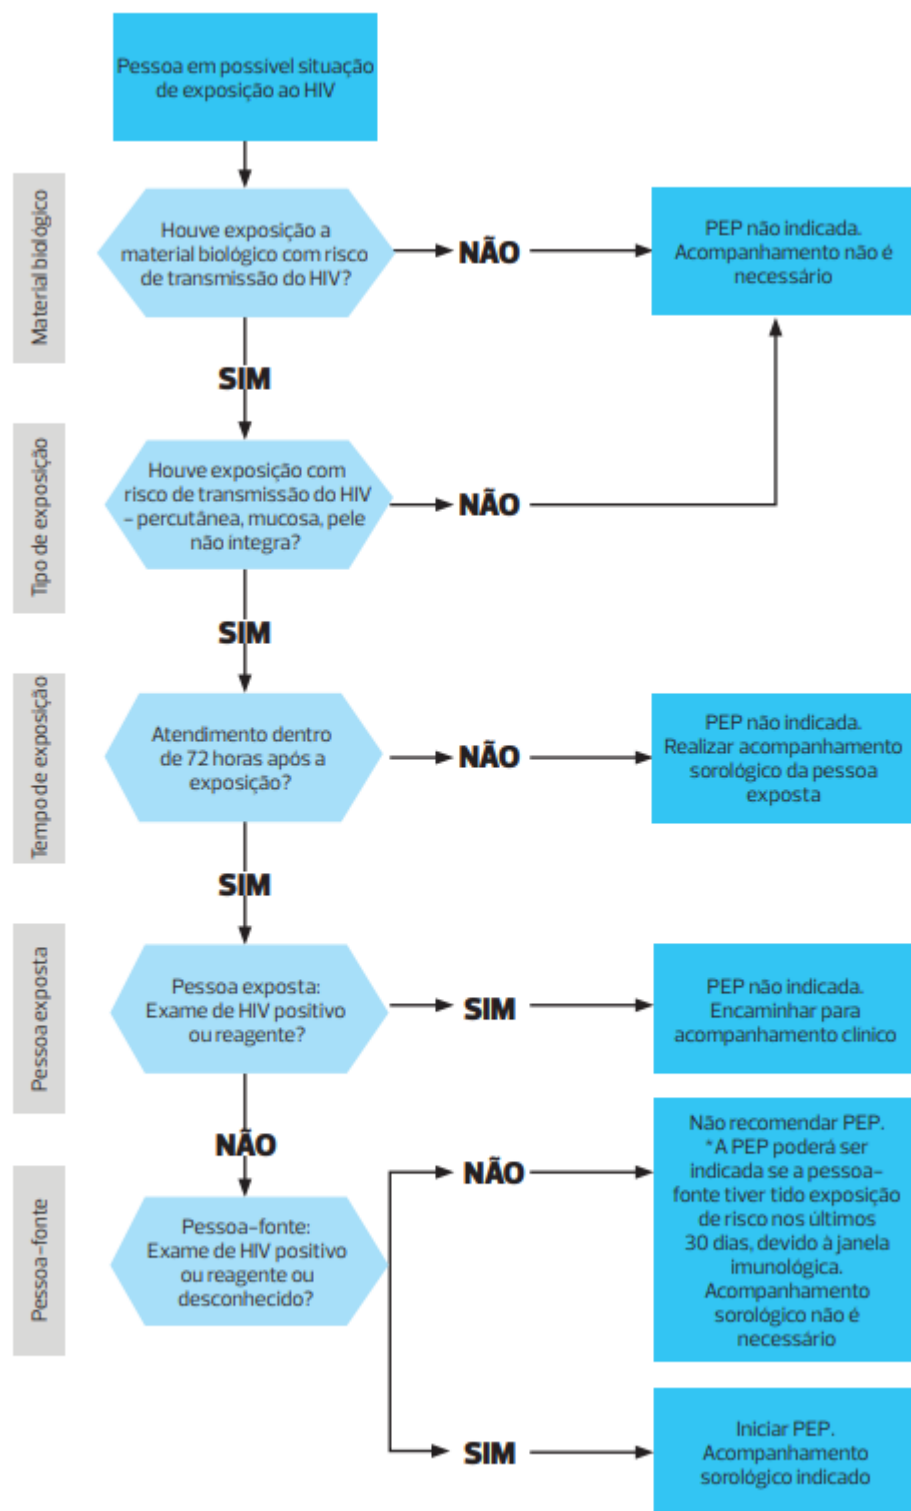 Pessoa em possível situação
de exposição ao HIV
Material biológico
Houve exposição a
material biológico com risco
de transmissão do HIV?
NÃO
PEP não indicada.
Acompanhamento não é
necessário
SIM
Tipo de exposição
Houve exposição com
risco de transmissão do HIV
– percutânea, mucosa, pele
não íntegra?
NÃO
SIM
Tempo de exposição
Atendimento dentro
de 72 horas após a
exposição?
NÃO
PEP não indicada.
Realizar acompanhamento
sorológico da pessoa
exposta
SIM
Pessoa exposta
Pessoa exposta:
Exame de HIV positivo
ou reagente?
SIM
PEP não indicada.
Encaminhar para
acompanhamento clínico
NÃO
Pessoa-fonte
Pessoa-fonte:
Exame de HIV positivo
ou reagente ou
desconhecido?
NÃO
Não recomendar PEP.
*A PEP poderá ser
indicada se a pessoa-
fonte tiver tido exposição
de risco nos últimos
30 dias, devido à janela
imunológica.
Acompanhamento
sorológico não é
necessário
SIM
Iniciar PEP.
Acompanhamento
sorológico indicado